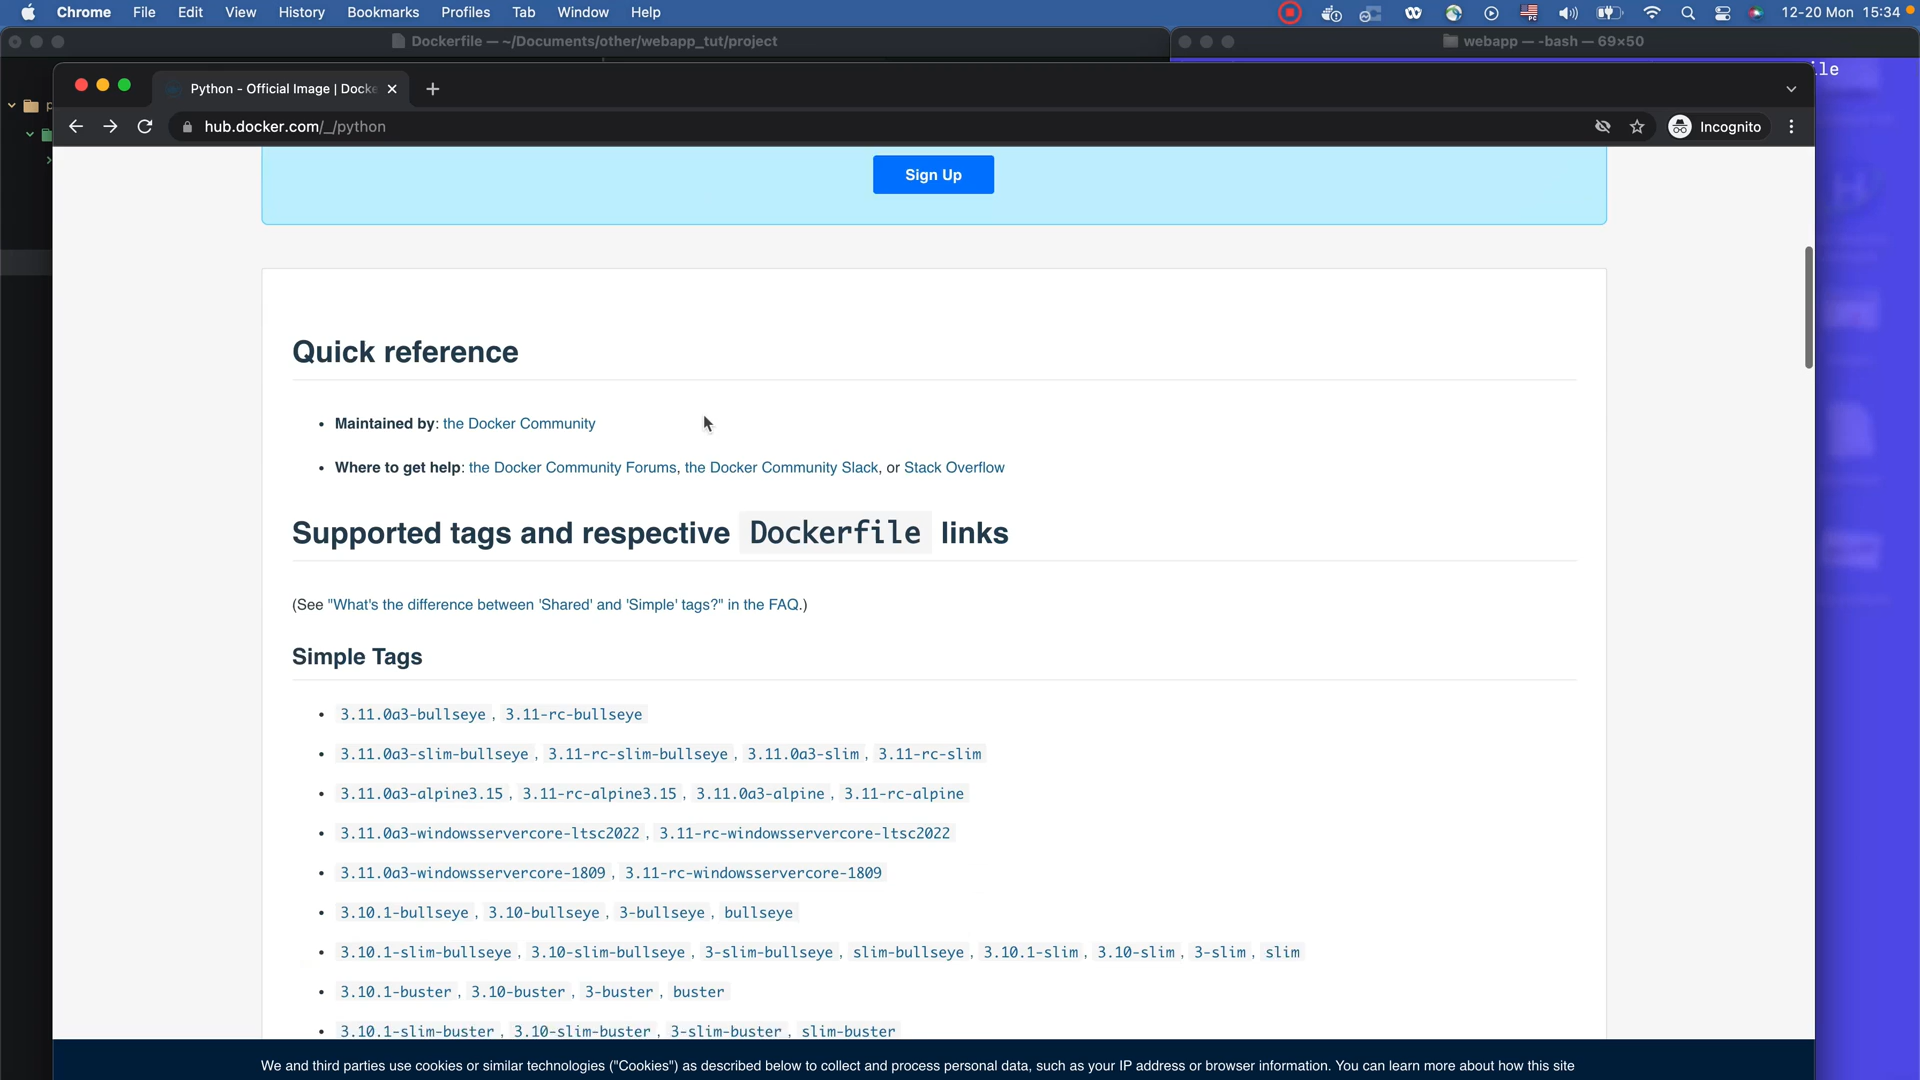 Chrome File Edit View History Bookmarks Profiles Tab Window Help 12-20 Mon 15:34
Dockerfile — ~/Documents/other/webapp_tut/project
webapp — -bash — 69×50
ile
Python - Official Image | Docke
hub.docker.com/_/python
Incognito
Sign Up
Quick reference
• Maintained by: the Docker Community
• Where to get help: the Docker Community Forums, the Docker Community Slack, or Stack Overflow
Supported tags and respective Dockerfile links
(See "What's the difference between 'Shared' and 'Simple' tags?" in the FAQ.)
Simple Tags
• 3.11.0a3-bullseye, 3.11-rc-bullseye
• 3.11.0a3-slim-bullseye, 3.11-rc-slim-bullseye, 3.11.0a3-slim, 3.11-rc-slim
• 3.11.0a3-alpine3.15, 3.11-rc-alpine3.15, 3.11.0a3-alpine, 3.11-rc-alpine
• 3.11.0a3-windowsservercore-ltsc2022, 3.11-rc-windowsservercore-ltsc2022
• 3.11.0a3-windowsservercore-1809, 3.11-rc-windowsservercore-1809
• 3.10.1-bullseye, 3.10-bullseye, 3-bullseye, bullseye
• 3.10.1-slim-bullseye, 3.10-slim-bullseye, 3-slim-bullseye, slim-bullseye, 3.10.1-slim, 3.10-slim, 3-slim, slim
• 3.10.1-buster, 3.10-buster, 3-buster, buster
• 3.10.1-slim-buster, 3.10-slim-buster, 3-slim-buster, slim-buster
We and third parties use cookies or similar technologies ("Cookies") as described below to collect and process personal data, such as your IP address or browser information. You can learn more about how this site